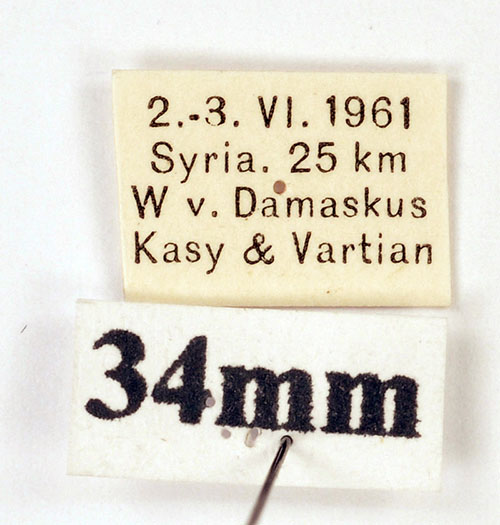 2.-3. VI. 1961
Syria. 25 km
W v. Damaskus
Kasy & Vartian
34mm